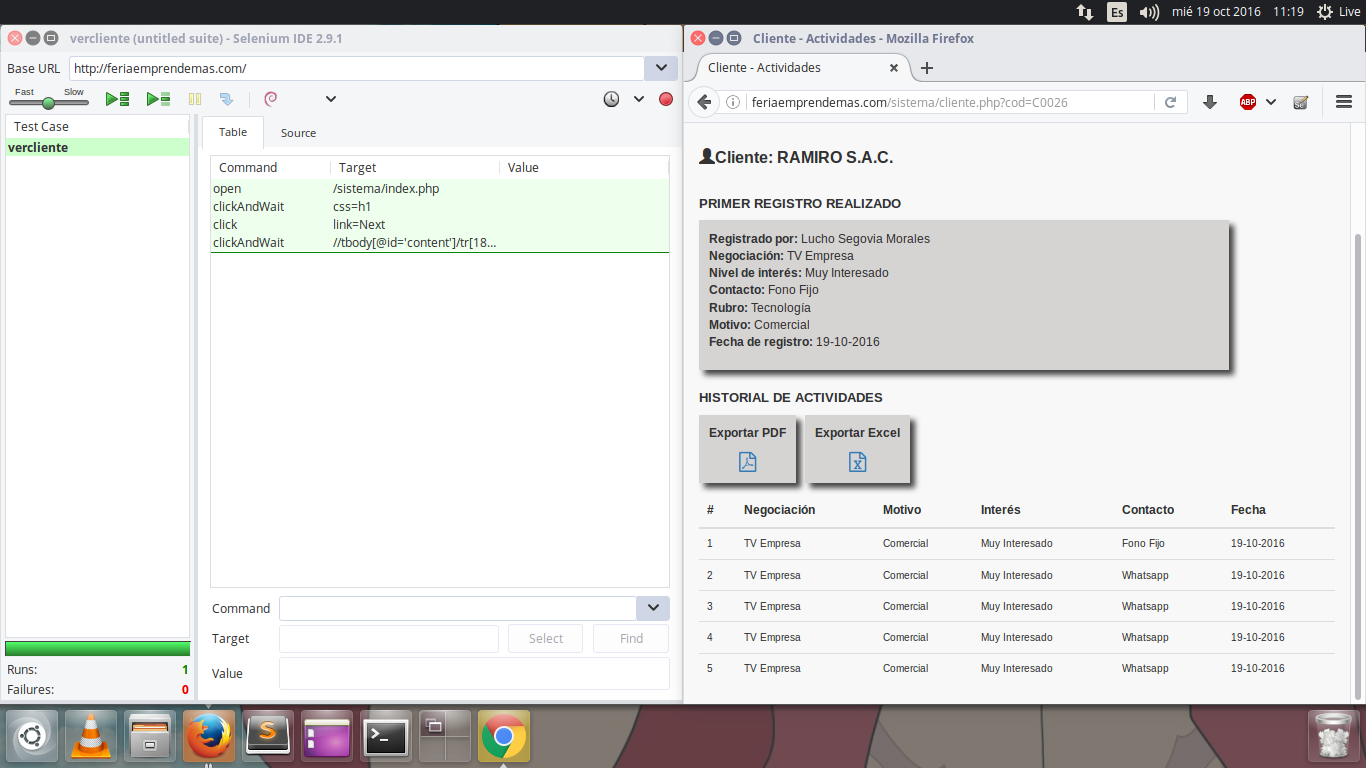 Es mié 19 oct 2016 11:19 Live
vercliente (untitled suite) - Selenium IDE 2.9.1
Base URL http://feriaemprendemas.com/
Fast Slow
Test Case
vercliente
Table Source
Command Target Value
open /sistema/index.php
clickAndWait css=h1
click link=Next
clickAndWait //tbody[@id='content']/tr[18...
Command
Target Select Find
Value
Runs: 1
Failures: 0
Cliente - Actividades - Mozilla Firefox
Cliente - Actividades
feriaemprendemas.com/sistema/cliente.php?cod=C0026
ABP
Cliente: RAMIRO S.A.C.
PRIMER REGISTRO REALIZADO
Registrado por: Lucho Segovia Morales
Negociación: TV Empresa
Nivel de interés: Muy Interesado
Contacto: Fono Fijo
Rubro: Tecnología
Motivo: Comercial
Fecha de registro: 19-10-2016
HISTORIAL DE ACTIVIDADES
Exportar PDF Exportar Excel
# Negociación Motivo Interés Contacto Fecha
1 TV Empresa Comercial Muy Interesado Fono Fijo 19-10-2016
2 TV Empresa Comercial Muy Interesado Whatsapp 19-10-2016
3 TV Empresa Comercial Muy Interesado Whatsapp 19-10-2016
4 TV Empresa Comercial Muy Interesado Whatsapp 19-10-2016
5 TV Empresa Comercial Muy Interesado Whatsapp 19-10-2016